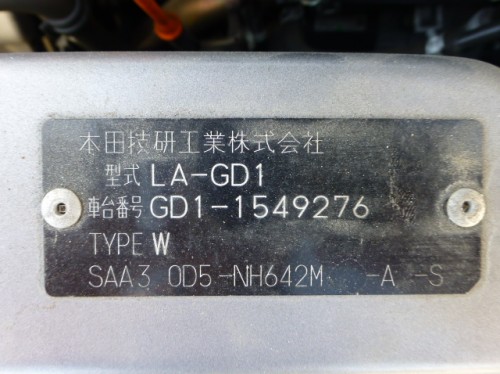 本田技研工業株式会社
型式 LA-GD1
車台番号 GD1-1549276
TYPE W
SAA3 0D5-NH642M -A -S